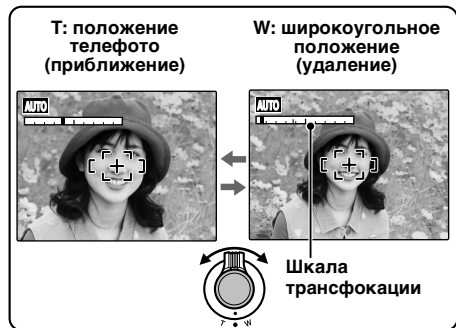 T: положение
телефото
(приближение)
W: широкоугольное
положение
(удаление)
AUTO
AUTO
Шкала
трансфокации
T
W